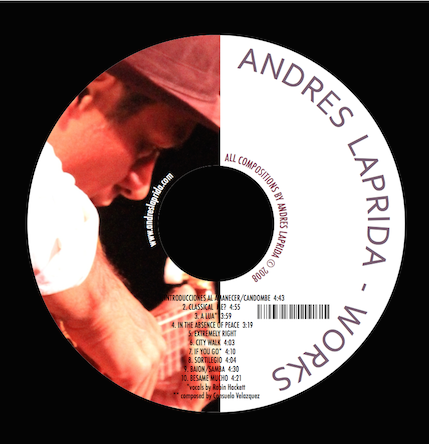 ANDRES LAPRIDA - WORKS
ALL COMPOSITIONS BY ANDRES LAPRIDA © 2008
www.andreslaprida.com
INTRODUCCIONES AL AMANECER/CANDOMBE 4:43
2. CLASSICAL ME? 4:55
3. A LUA** 3:59
4. IN THE ABSENCE OF PEACE 3:19
5. EXTREMELY RIGHT
6. CITY WALK 4:03
7. IF YOU GO* 4:10
8. SORTILEGIO 4:04
9. BAION/SAMBA 4:30
10. BESAME MUCHO 4:21
*vocals by Robin Hackett
** composed by Consuelo Velazquez